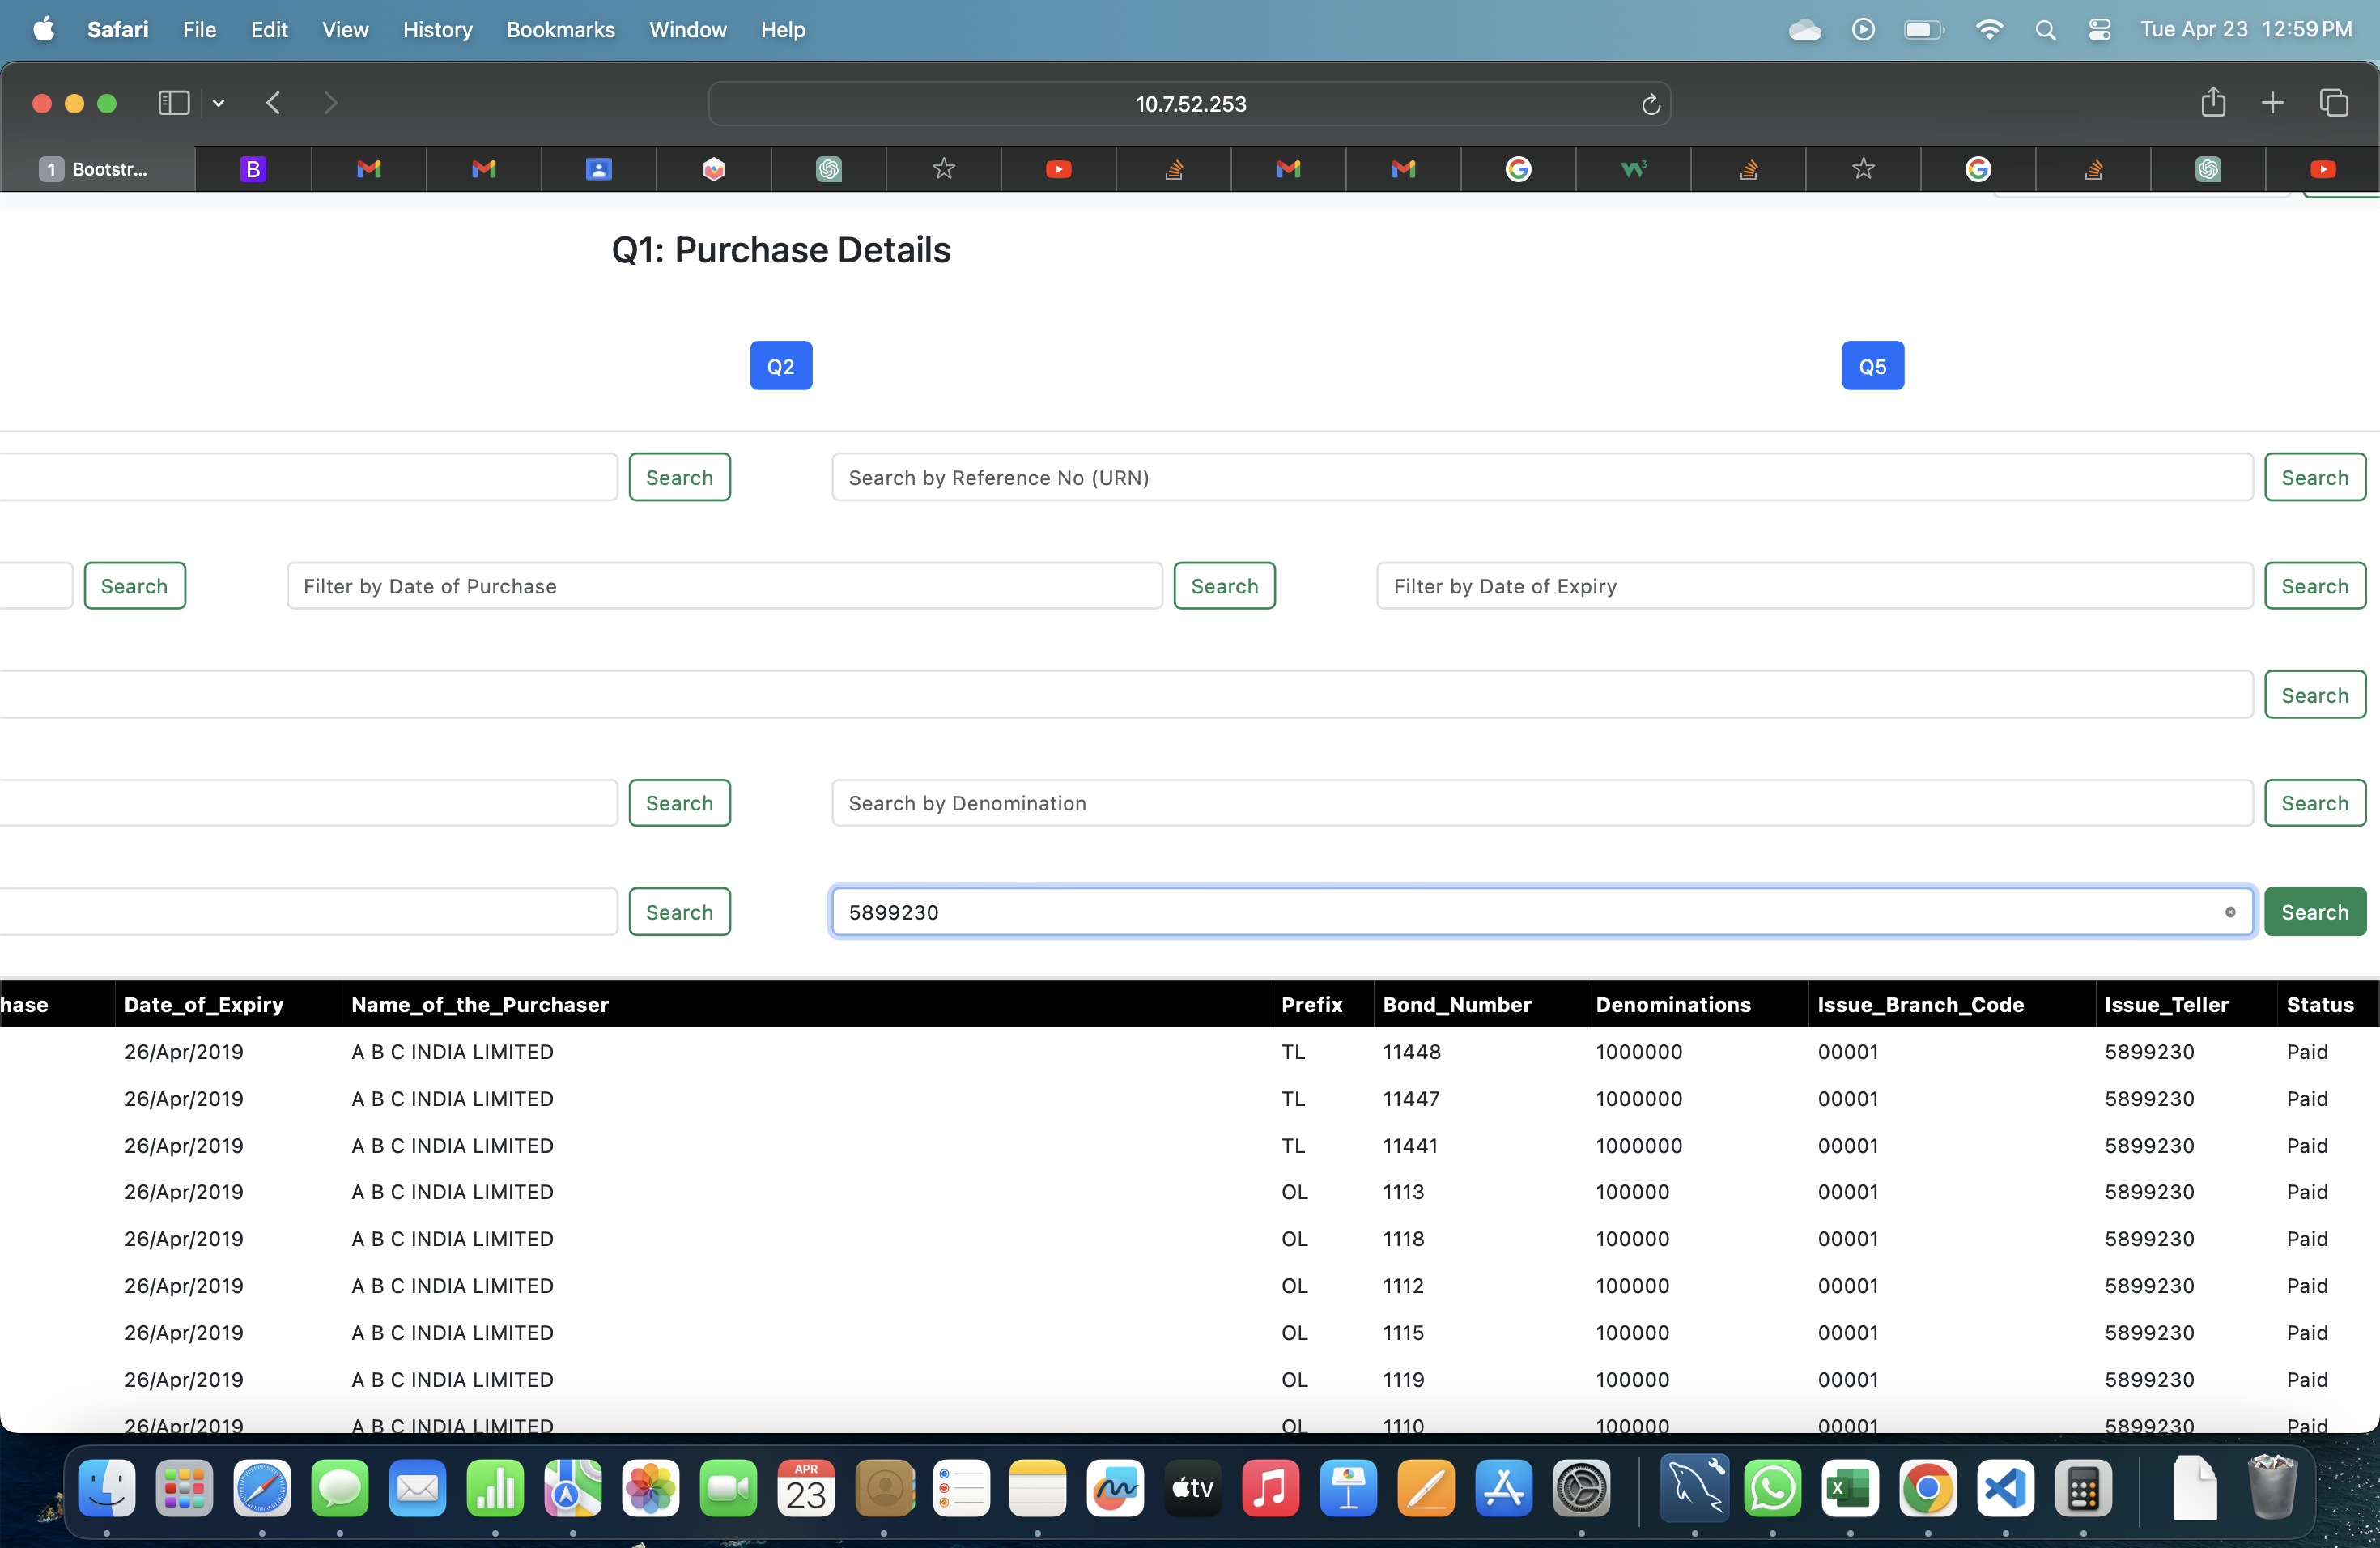 Safari File Edit View History Bookmarks Window Help Tue Apr 23 12:59 PM
10.7.52.253
1 Bootstr... B
Q1: Purchase Details
Q2 Q5
Search Search by Reference No (URN) Search
Search Filter by Date of Purchase Search Filter by Date of Expiry Search
Search
Search Search by Denomination Search
Search 5899230 Search
hase Date_of_Expiry Name_of_the_Purchaser Prefix Bond_Number Denominations Issue_Branch_Code Issue_Teller Status
26/Apr/2019 A B C INDIA LIMITED TL 11448 1000000 00001 5899230 Paid
26/Apr/2019 A B C INDIA LIMITED TL 11447 1000000 00001 5899230 Paid
26/Apr/2019 A B C INDIA LIMITED TL 11441 1000000 00001 5899230 Paid
26/Apr/2019 A B C INDIA LIMITED OL 1113 100000 00001 5899230 Paid
26/Apr/2019 A B C INDIA LIMITED OL 1118 100000 00001 5899230 Paid
26/Apr/2019 A B C INDIA LIMITED OL 1112 100000 00001 5899230 Paid
26/Apr/2019 A B C INDIA LIMITED OL 1115 100000 00001 5899230 Paid
26/Apr/2019 A B C INDIA LIMITED OL 1119 100000 00001 5899230 Paid
26/Apr/2019 A B C INDIA LIMITED OL 1110 100000 00001 5899230 Paid
APR
23
tv